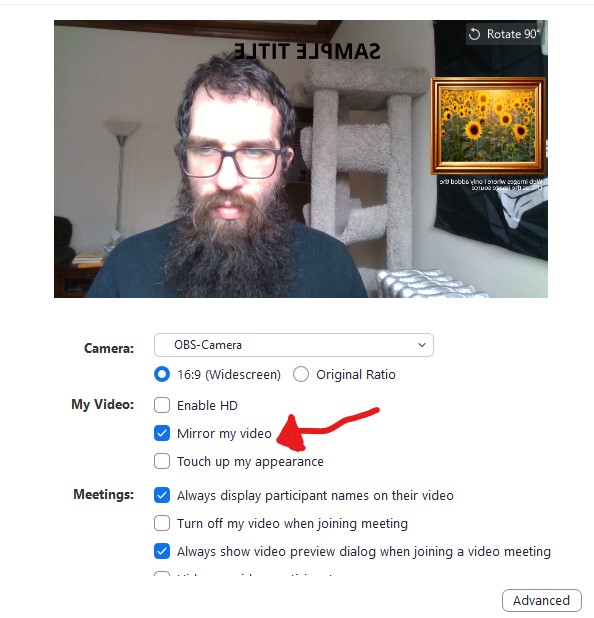 Rotate 90°
SAMPLE TITLE
Web images where I only added the
the image source
Camera:
OBS-Camera
16:9 (Widescreen)
Original Ratio
My Video:
Enable HD
Mirror my video
Touch up my appearance
Meetings:
Always display participant names on their video
Turn off my video when joining meeting
Always show video preview dialog when joining a video meeting
Advanced